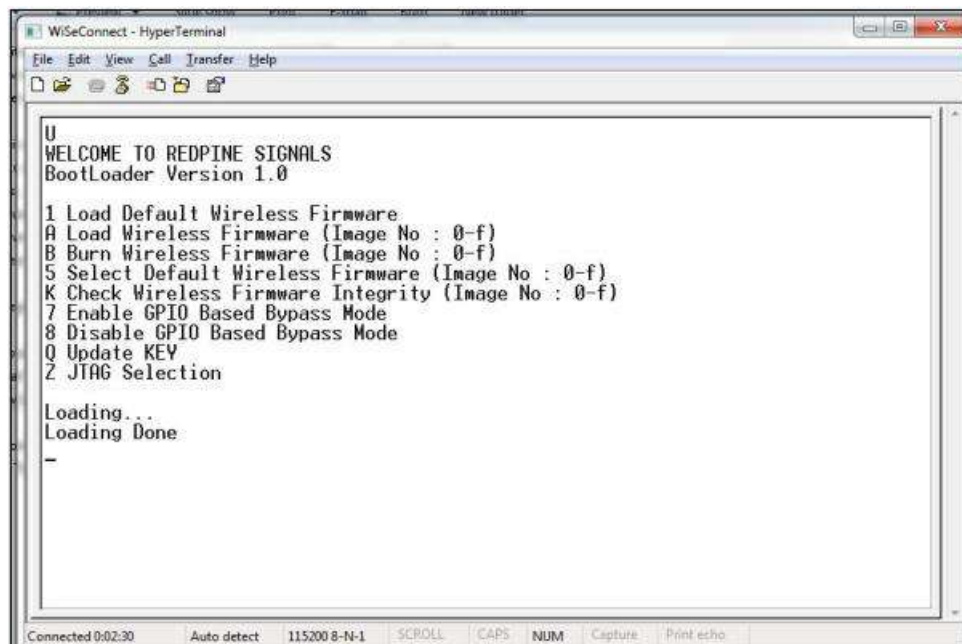 WiSeConnect - HyperTerminal
File Edit View Call Transfer Help
U
WELCOME TO REDPINE SIGNALS
BootLoader Version 1.0
1 Load Default Wireless Firmware
A Load Wireless Firmware (Image No : 0-f)
B Burn Wireless Firmware (Image No : 0-f)
5 Select Default Wireless Firmware (Image No : 0-f)
K Check Wireless Firmware Integrity (Image No : 0-f)
7 Enable GPIO Based Bypass Mode
8 Disable GPIO Based Bypass Mode
Q Update KEY
Z JTAG Selection
Loading...
Loading Done
_
Connected 0:02:30 Auto detect 115200 8-N-1 SCROLL CAPS NUM Capture Print echo